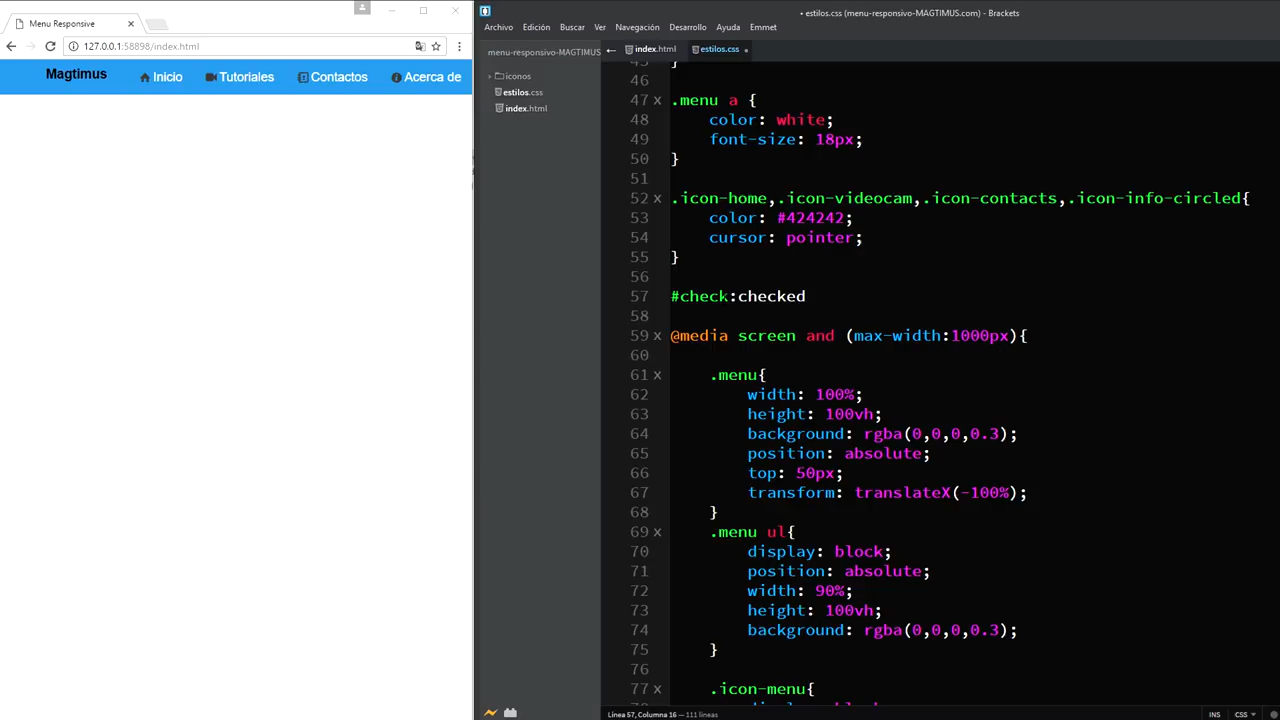 Menu Responsive
127.0.0.1:58898/index.html
Magtimus
Inicio
Tutoriales
Contactos
Acerca de
• estilos.css (menu-responsivo-MAGTIMUS.com) - Brackets
Archivo Edición Buscar Ver Navegación Desarrollo Ayuda Emmet
menu-responsivo-MAGTIMUS
index.html
estilos.css
iconos
estilos.css
index.html
45 }
46
47 .menu a {
48 color: white;
49 font-size: 18px;
50 }
51
52 .icon-home,.icon-videocam,.icon-contacts,.icon-info-circled{
53 color: #424242;
54 cursor: pointer;
55 }
56
57 #check:checked
58
59 @media screen and (max-width:1000px){
60
61 .menu{
62 width: 100%;
63 height: 100vh;
64 background: rgba(0,0,0,0.3);
65 position: absolute;
66 top: 50px;
67 transform: translateX(-100%);
68 }
69 .menu ul{
70 display: block;
71 position: absolute;
72 width: 90%;
73 height: 100vh;
74 background: rgba(0,0,0,0.3);
75 }
76
77 .icon-menu{
Línea 57, Columna 16 — 111 líneas
INS
CSS